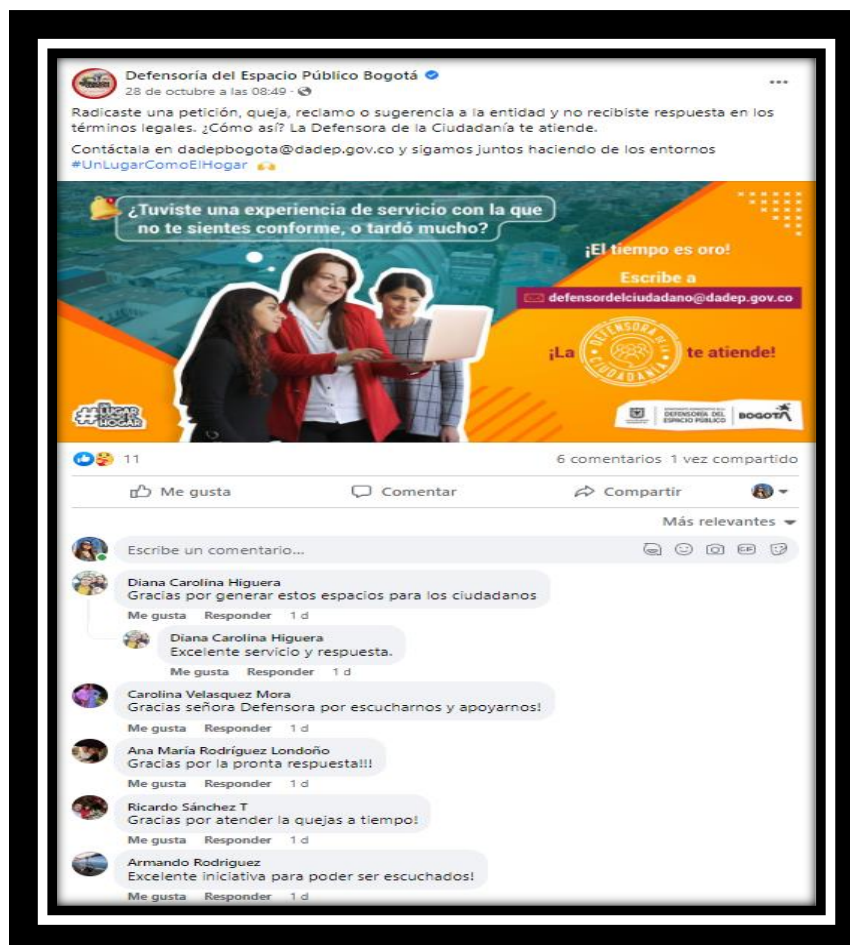 Defensoría del Espacio Público Bogotá
28 de octubre a las 08:49 ·
Radicaste una petición, queja, reclamo o sugerencia a la entidad y no recibiste respuesta en los
términos legales. ¿Cómo así? La Defensora de la Ciudadanía te atiende.
Contáctala en dadepbogota@dadep.gov.co y sigamos juntos haciendo de los entornos
#UnLugarComoElHogar
¿Tuviste una experiencia de servicio con la que
no te sientes conforme, o tardó mucho?
¡El tiempo es oro!
Escribe a
defensordelciudadano@dadep.gov.co
¡La DEFENSORA DE LA CIUDADANÍA te atiende!
#UN LUGAR COMO EL HOGAR
DEFENSORÍA DEL
ESPACIO PÚBLICO
BOGOTÁ
11
6 comentarios 1 vez compartido
Me gusta Comentar Compartir
Más relevantes
Escribe un comentario...
GIF
Diana Carolina Higuera
Gracias por generar estos espacios para los ciudadanos
Me gusta Responder 1 d
Diana Carolina Higuera
Excelente servicio y respuesta.
Me gusta Responder 1 d
Carolina Velasquez Mora
Gracias señora Defensora por escucharnos y apoyarnos!
Me gusta Responder 1 d
Ana María Rodríguez Londoño
Gracias por la pronta respuesta!!!
Me gusta Responder 1 d
Ricardo Sánchez T
Gracias por atender la quejas a tiempo!
Me gusta Responder 1 d
Armando Rodriguez
Excelente iniciativa para poder ser escuchados!
Me gusta Responder 1 d